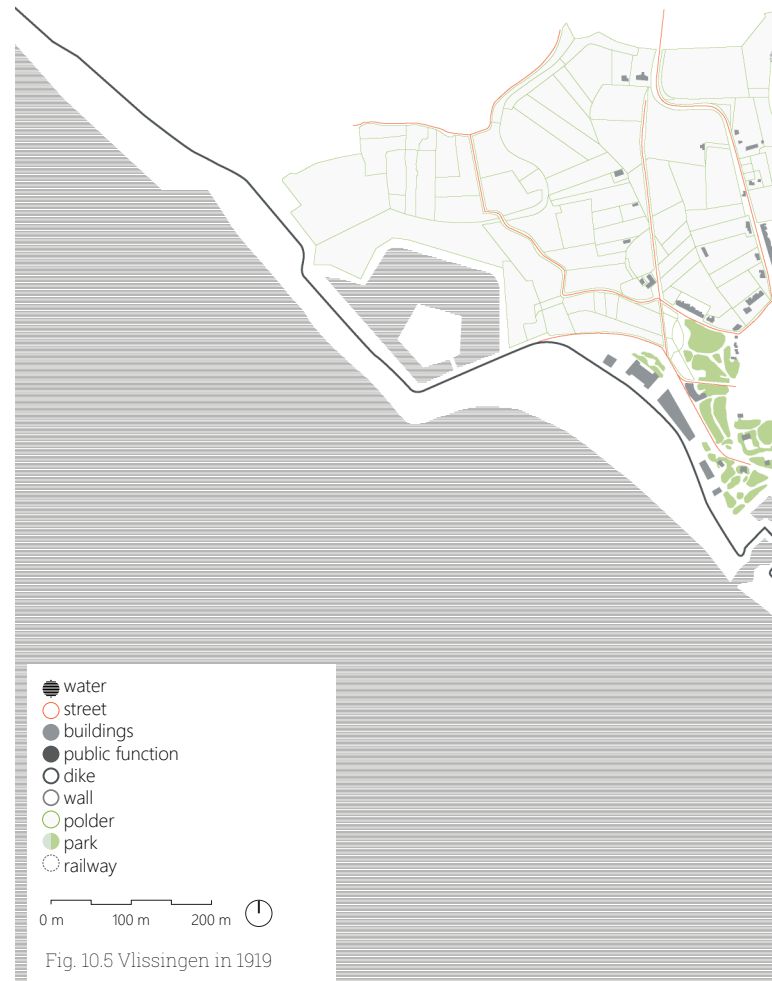 water
street
buildings
public function
dike
wall
polder
park
railway
0 m 100 m 200 m
Fig. 10.5 Vlissingen in 1919